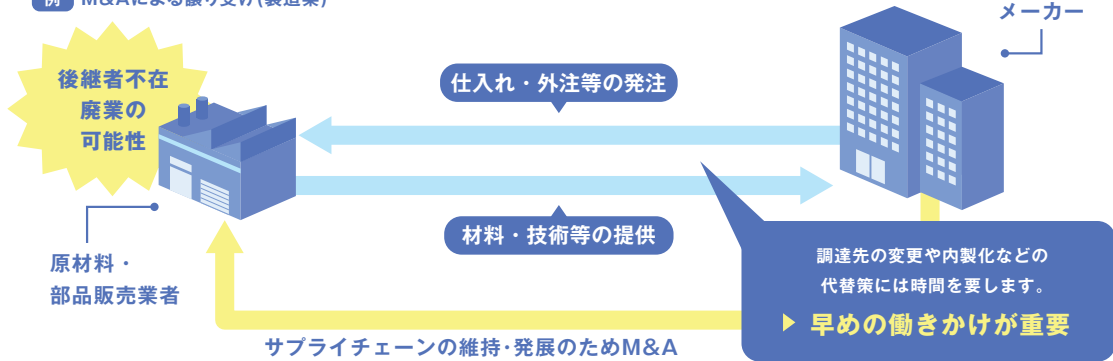 例 M&Aによる譲り受け(製造業)
メーカー
後継者不在
廃業の
可能性
仕入れ・外注等の発注
材料・技術等の提供
原材料・
部品販売業者
調達先の変更や内製化などの
代替策には時間を要します。
▶ 早めの働きかけが重要
サプライチェーンの維持・発展のためM&A